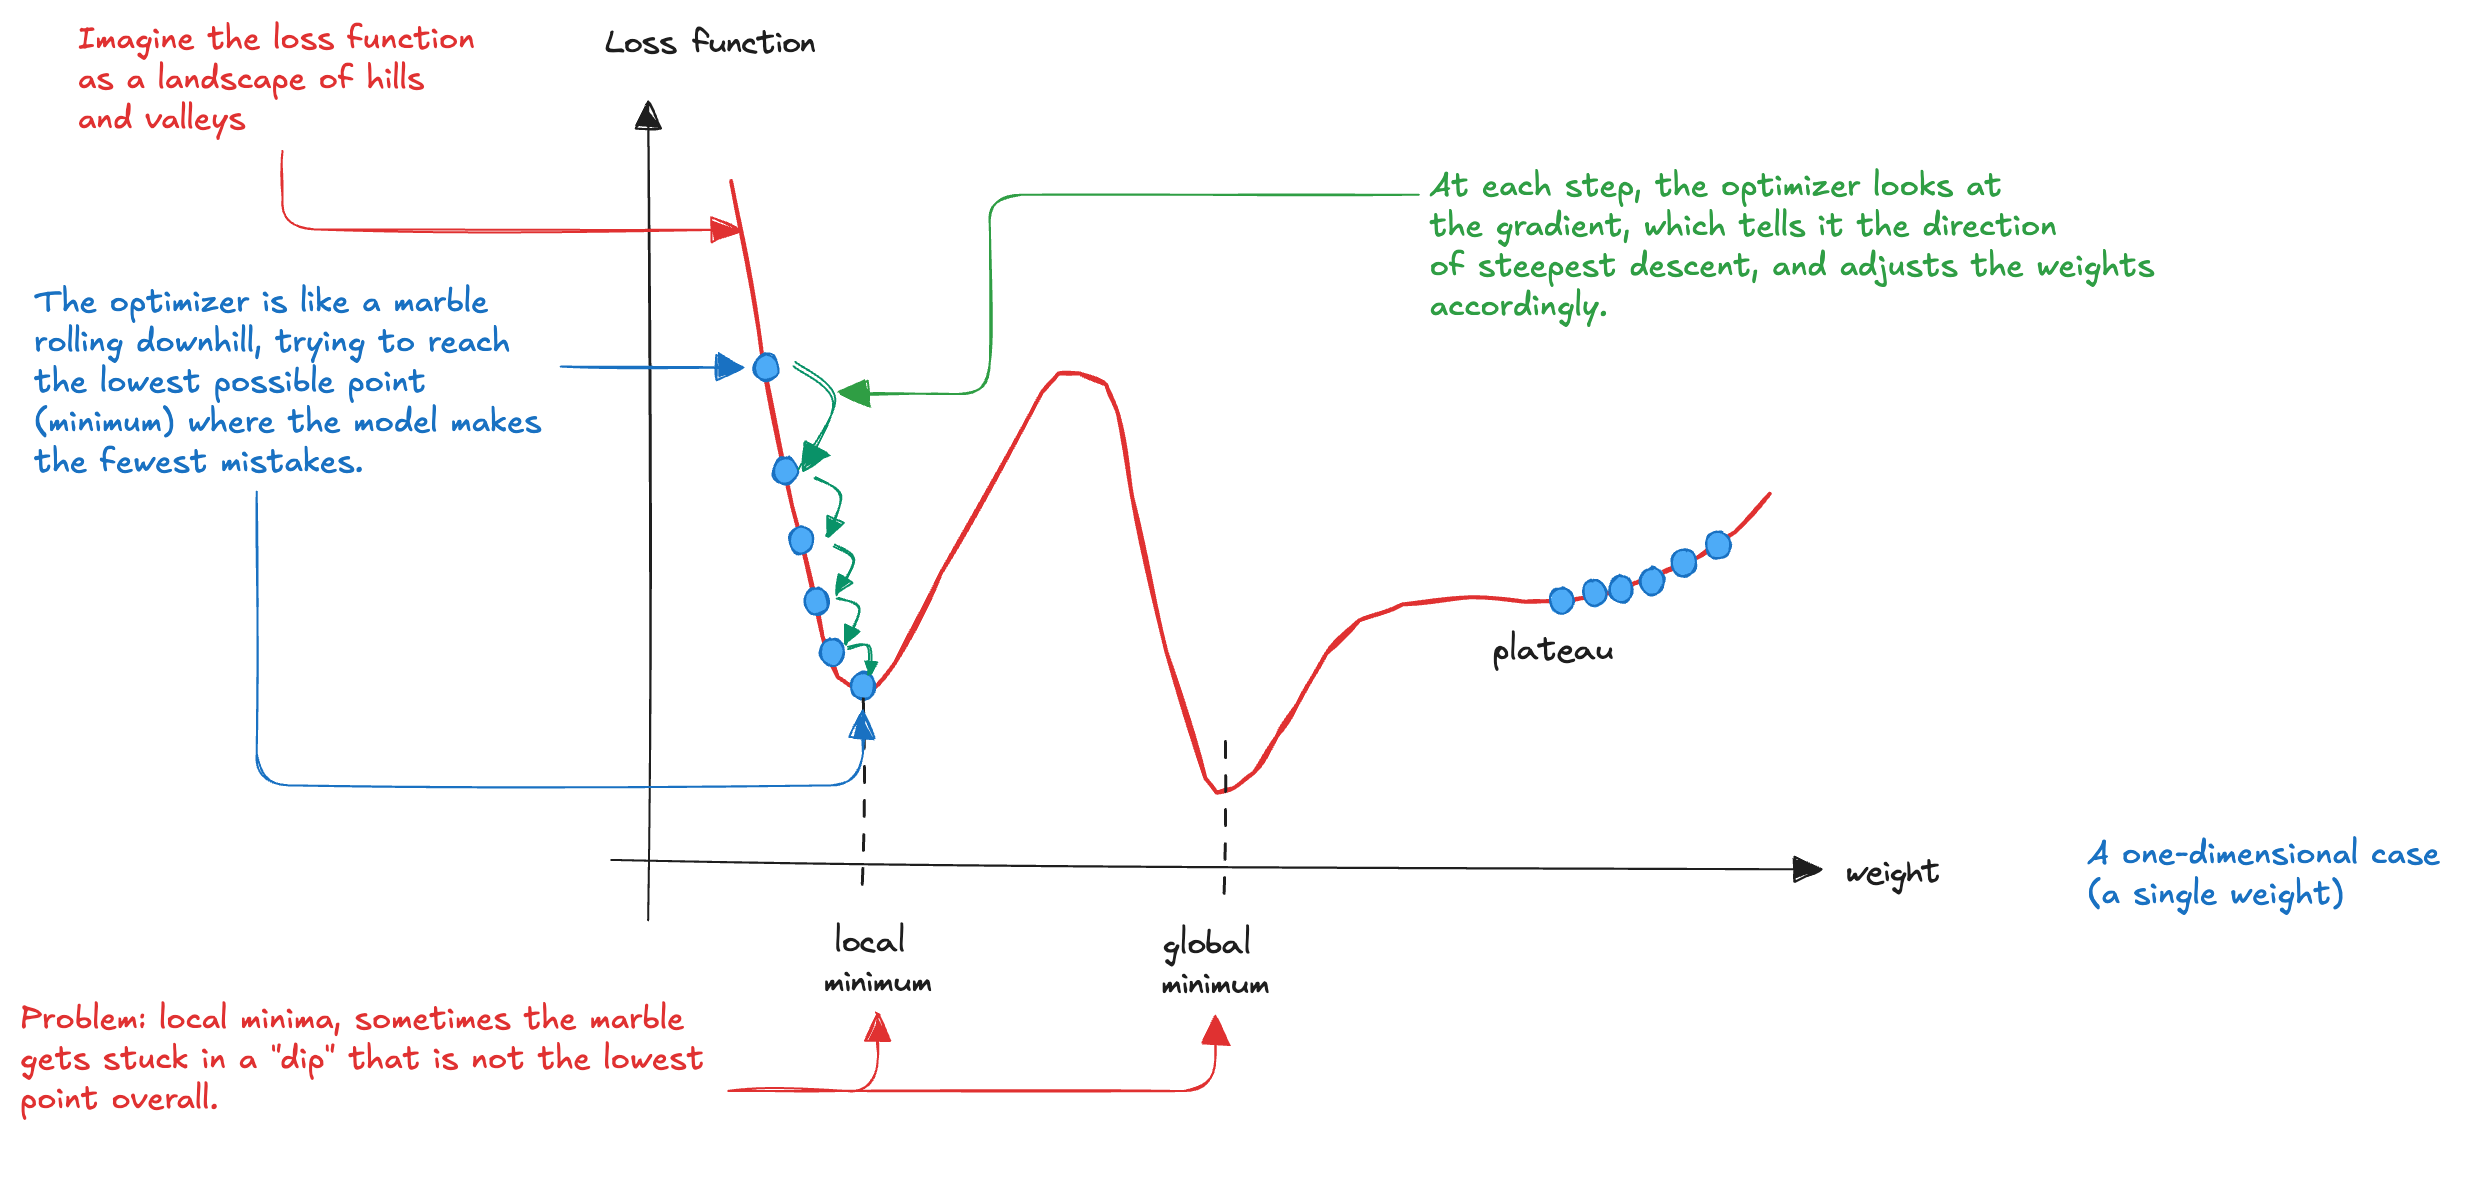 Imagine the loss function
as a landscape of hills
and valleys
Loss function
At each step, the optimizer looks at
the gradient, which tells it the direction
of steepest descent, and adjusts the weights
accordingly.
The optimizer is like a marble
rolling downhill, trying to reach
the lowest possible point
(minimum) where the model makes
the fewest mistakes.
plateau
weight
A one-dimensional case
(a single weight)
local
minimum
global
minimum
Problem: local minima, sometimes the marble
gets stuck in a "dip" that is not the lowest
point overall.